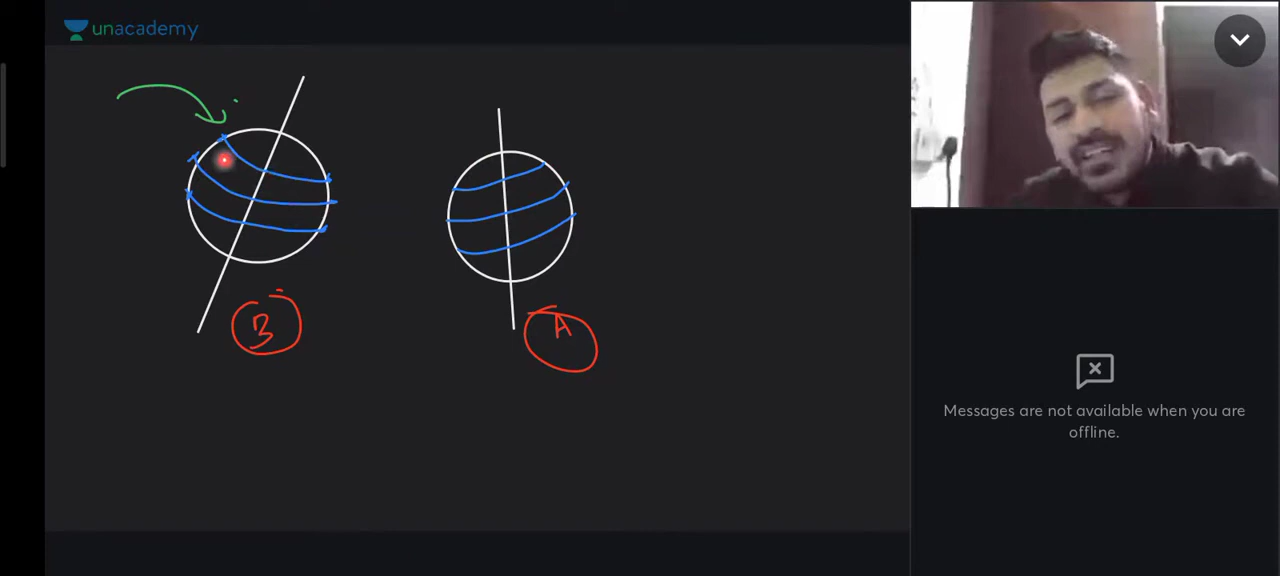 unacademy
B
A
Messages are not available when you are
offline.